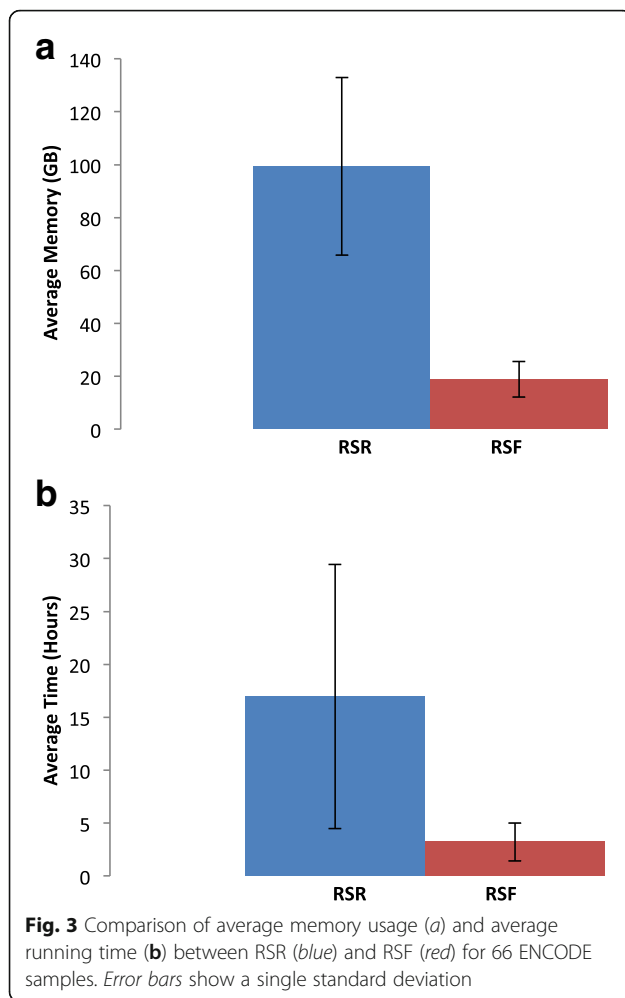 a
140
120
100
80
60
40
20
0
Average Memory (GB)
RSR
RSF
b
35
30
25
20
15
10
5
0
Average Time (Hours)
RSR
RSF
Fig. 3 Comparison of average memory usage (a) and average
running time (b) between RSR (blue) and RSF (red) for 66 ENCODE
samples. Error bars show a single standard deviation